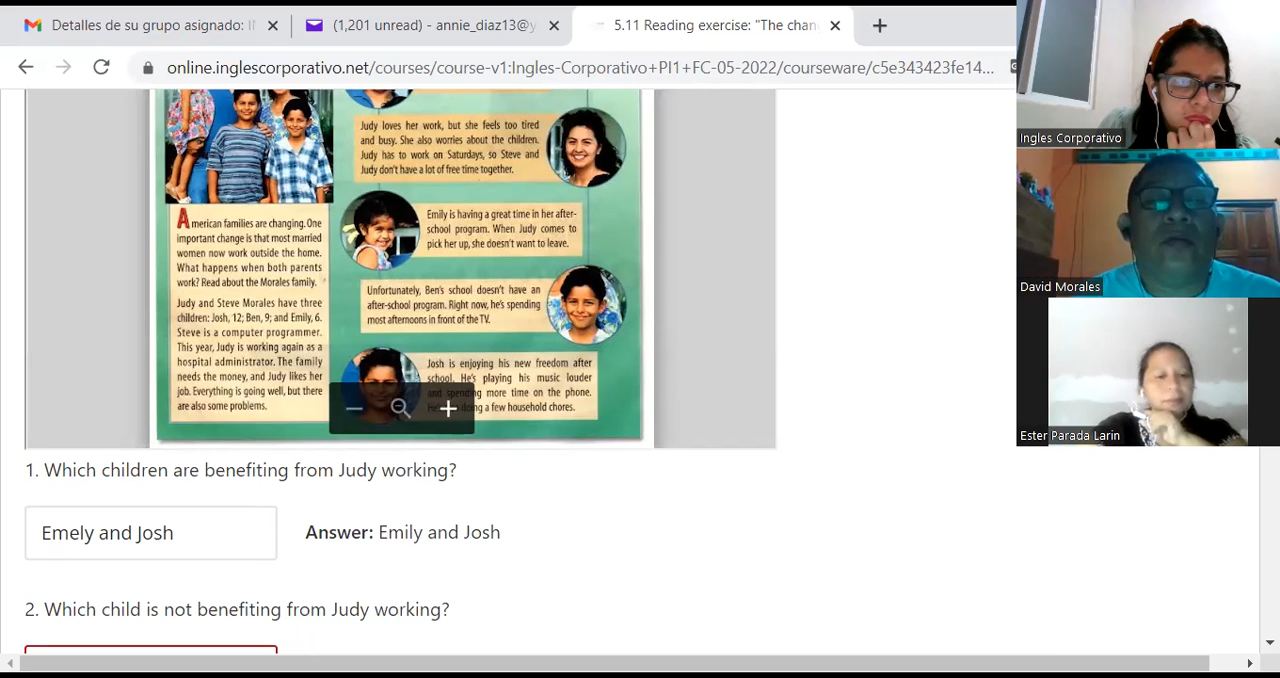 Detalles de su grupo asignado: I
(1,201 unread) - annie_diaz13@y
5.11 Reading exercise: "The chan
online.inglescorporativo.net/courses/course-v1:Ingles-Corporativo+PI1+FC-05-2022/courseware/c5e343423fe14...
Ingles Corporativo
David Morales
Ester Parada Larin
Judy loves her work, but she feels too tired
and busy. She also worries about the children.
Judy has to work on Saturdays, so Steve and
Judy don't have a lot of free time together.
Emily is having a great time in her after-
school program. When Judy comes to
pick her up, she doesn't want to leave.
American families are changing. One
important change is that most married
women now work outside the home.
What happens when both parents
work? Read about the Morales family.
Judy and Steve Morales have three
children: Josh, 12; Ben, 9; and Emily, 6.
Steve is a computer programmer.
This year, Judy is working again as a
hospital administrator. The family
needs the money, and Judy likes her
job. Everything is going well, but there
are also some problems.
Unfortunately, Ben's school doesn't have an
after-school program. Right now, he's spending
most afternoons in front of the TV.
Josh is enjoying his new freedom after
school. He's playing his music louder
and spending more time on the phone.
doing a few household chores.
1. Which children are benefiting from Judy working?
Emely and Josh
Answer: Emily and Josh
2. Which child is not benefiting from Judy working?